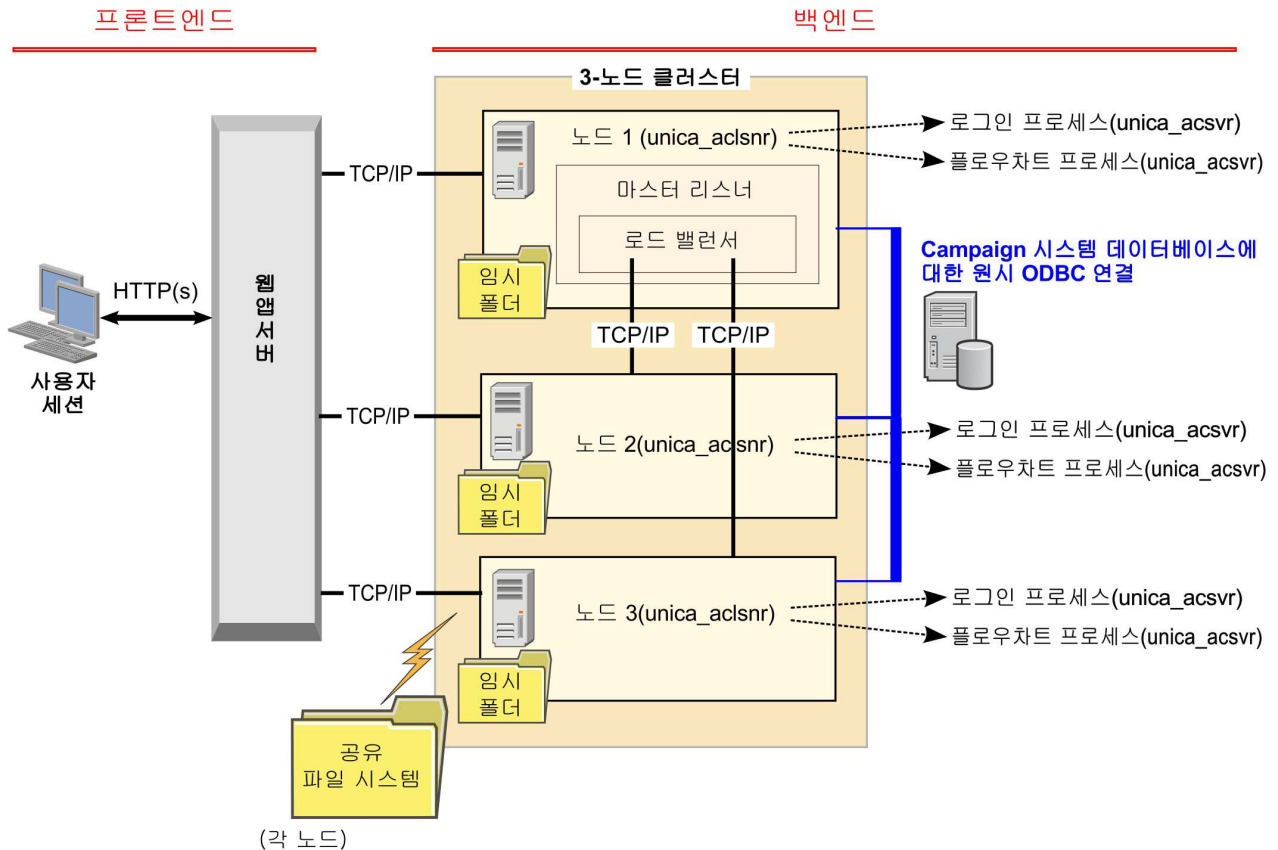 프론트엔드
백엔드
3-노드 클러스터
노드 1 (unica_aclsnr)
로그인 프로세스(unica_acsvr)
플로우차트 프로세스(unica_acsvr)
TCP/IP
마스터 리스너
로드 밸런서
임시
폴더
Campaign 시스템 데이터베이스에
대한 원시 ODBC 연결
HTTP(s)
웹
앱
서
버
사용자
세션
TCP/IP
TCP/IP
TCP/IP
노드 2(unica_aclsnr)
로그인 프로세스(unica_acsvr)
플로우차트 프로세스(unica_acsvr)
임시
폴더
TCP/IP
노드 3(unica_aclsnr)
로그인 프로세스(unica_acsvr)
플로우차트 프로세스(unica_acsvr)
임시
폴더
공유
파일 시스템
(각 노드)